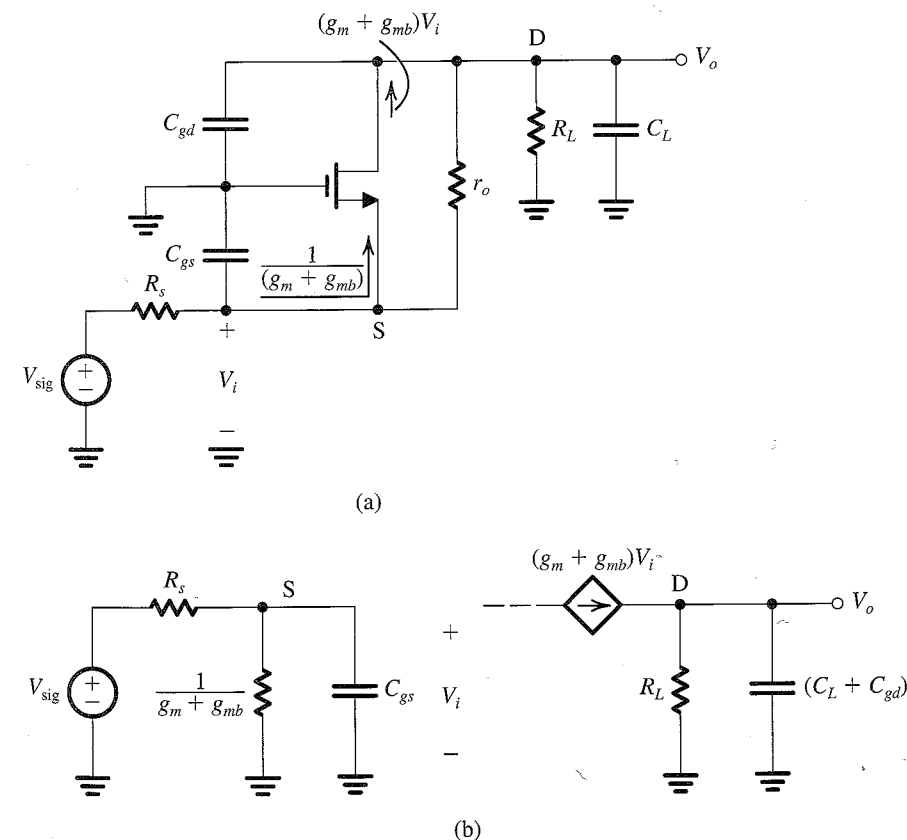 (g_m + g_mb)V_i
D
V_o
C_gd
R_L
C_L
r_o
C_gs
1
(g_m + g_mb)
R_s
+
S
V_sig
+
−
V_i
−
(a)
(g_m + g_mb)V_i
R_s
S
D
V_o
+
V_sig
+
−
1
g_m + g_mb
C_gs
V_i
R_L
(C_L + C_gd)
−
(b)